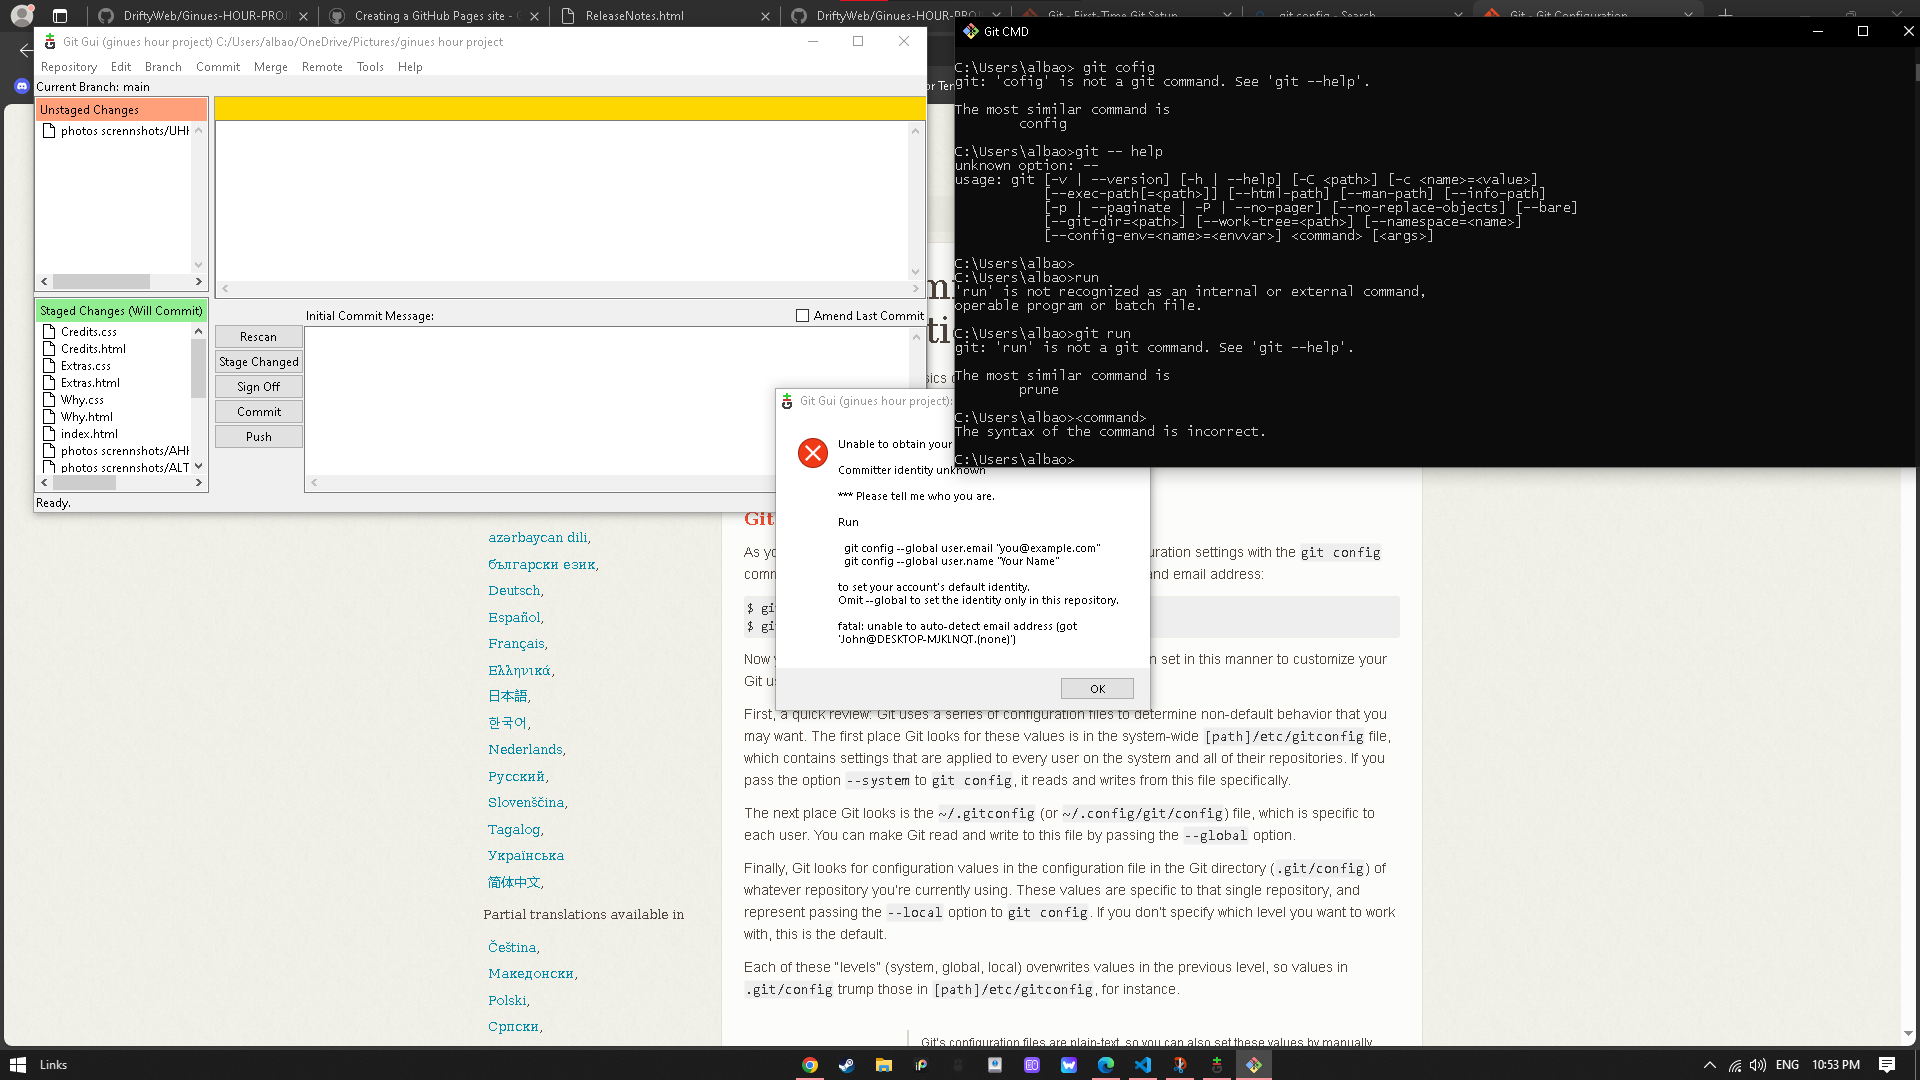 DriftyWeb/Ginues-HOUR-PROJ
Creating a GitHub Pages site -
ReleaseNotes.html
DriftyWeb/Ginues-HOUR-PROJ
Git - First-Time Git Setup
git config - Search
Git - Git Configuration
Git Gui (ginues hour project) C:/Users/albao/OneDrive/Pictures/ginues hour project
Repository Edit Branch Commit Merge Remote Tools Help
Current Branch: main
Unstaged Changes
photos scrennshots/UHH
Staged Changes (Will Commit)
Credits.css
Credits.html
Extras.css
Extras.html
Why.css
Why.html
index.html
photos scrennshots/AHH
photos scrennshots/ALT
Rescan
Stage Changed
Sign Off
Commit
Push
Initial Commit Message:
Amend Last Commit
Ready.
Git CMD
C:\Users\albao> git cofig
git: 'cofig' is not a git command. See 'git --help'.
The most similar command is
config
C:\Users\albao>git -- help
unknown option: --
usage: git [-v | --version] [-h | --help] [-C <path>] [-c <name>=<value>]
[--exec-path[=<path>]] [--html-path] [--man-path] [--info-path]
[-p | --paginate | -P | --no-pager] [--no-replace-objects] [--bare]
[--git-dir=<path>] [--work-tree=<path>] [--namespace=<name>]
[--config-env=<name>=<envvar>] <command> [<args>]
C:\Users\albao>
C:\Users\albao>run
'run' is not recognized as an internal or external command,
operable program or batch file.
C:\Users\albao>git run
git: 'run' is not a git command. See 'git --help'.
The most similar command is
prune
C:\Users\albao><command>
The syntax of the command is incorrect.
C:\Users\albao>
Git Gui (ginues hour project):
Unable to obtain your
Committer identity unknown
*** Please tell me who you are.
Run
git config --global user.email "you@example.com"
git config --global user.name "Your Name"
to set your account's default identity.
Omit --global to set the identity only in this repository.
fatal: unable to auto-detect email address (got
'John@DESKTOP-MJKLNQT.(none)')
OK
azərbaycan dili,
български език,
Deutsch,
Español,
Français,
Ελληνικά,
日本語,
한국어,
Nederlands,
Русский,
Slovenščina,
Tagalog,
Українська
简体中文,
Partial translations available in
Čeština,
Македонски,
Polski,
Српски,
Git
As yo
uration settings with the git config
comm
and email address:
$ gi
$ gi
Now y
n set in this manner to customize your
Git us
First, a quick review: Git uses a series of configuration files to determine non-default behavior that you
may want. The first place Git looks for these values is in the system-wide [path]/etc/gitconfig file,
which contains settings that are applied to every user on the system and all of their repositories. If you
pass the option --system to git config, it reads and writes from this file specifically.
The next place Git looks is the ~/.gitconfig (or ~/.config/git/config) file, which is specific to
each user. You can make Git read and write to this file by passing the --global option.
Finally, Git looks for configuration values in the configuration file in the Git directory (.git/config) of
whatever repository you're currently using. These values are specific to that single repository, and
represent passing the --local option to git config. If you don't specify which level you want to work
with, this is the default.
Each of these "levels" (system, global, local) overwrites values in the previous level, so values in
.git/config trump those in [path]/etc/gitconfig, for instance.
Git's configuration files are plain-text, so you can also set these values by manually
Links
ENG 10:53 PM